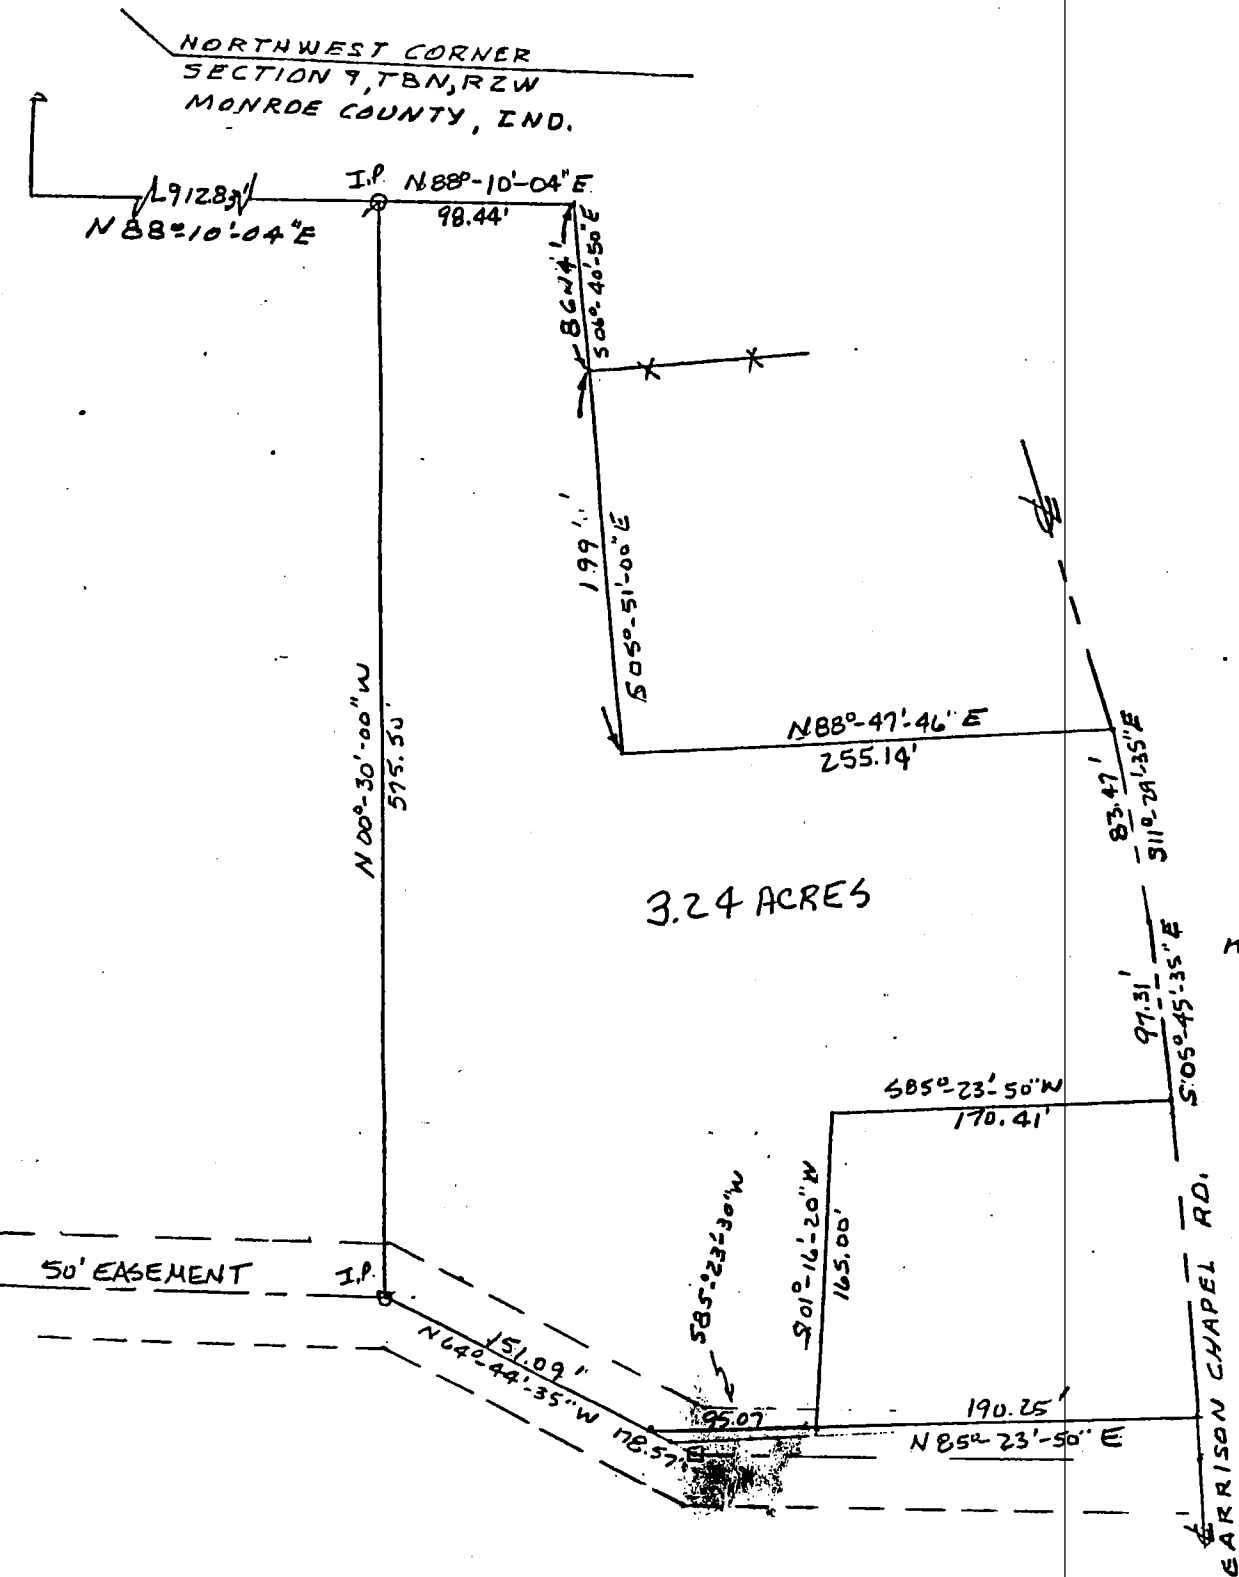 NORTHWEST CORNER
SECTION 9, T8N, R2W
MONROE COUNTY, IND.
I.P.
N88°-10'-04"E
98.44'
N88°-10'-04"E
S06°-40'-50"E
S05°-51'-00"E
N88°-47'-46"E
255.14'
83.47'
97.31'
S05°-45'-35"E
N00°-30'-00"W
575.50'
3.24 ACRES
S85°-23'-50"W
170.41'
S01°-16'-20"W
165.00'
S85°-23'-30"W
50' EASEMENT
I.P.
151.09'
N64°-44'-35"W
178.57'
95.07
190.25'
N85°-23'-50"E
GARRISON CHAPEL RD.